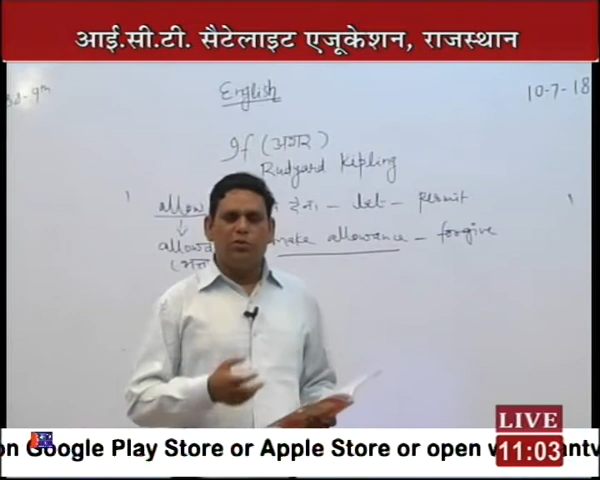 आई.सी.टी. सैटेलाइट एजूकेशन, राजस्थान
9th English 10-7-18
If (अगर)
Rudyard Kipling
allow देना - let - permit
make allowance - forgive
LIVE
on Google Play Store or Apple Store or open 11:03